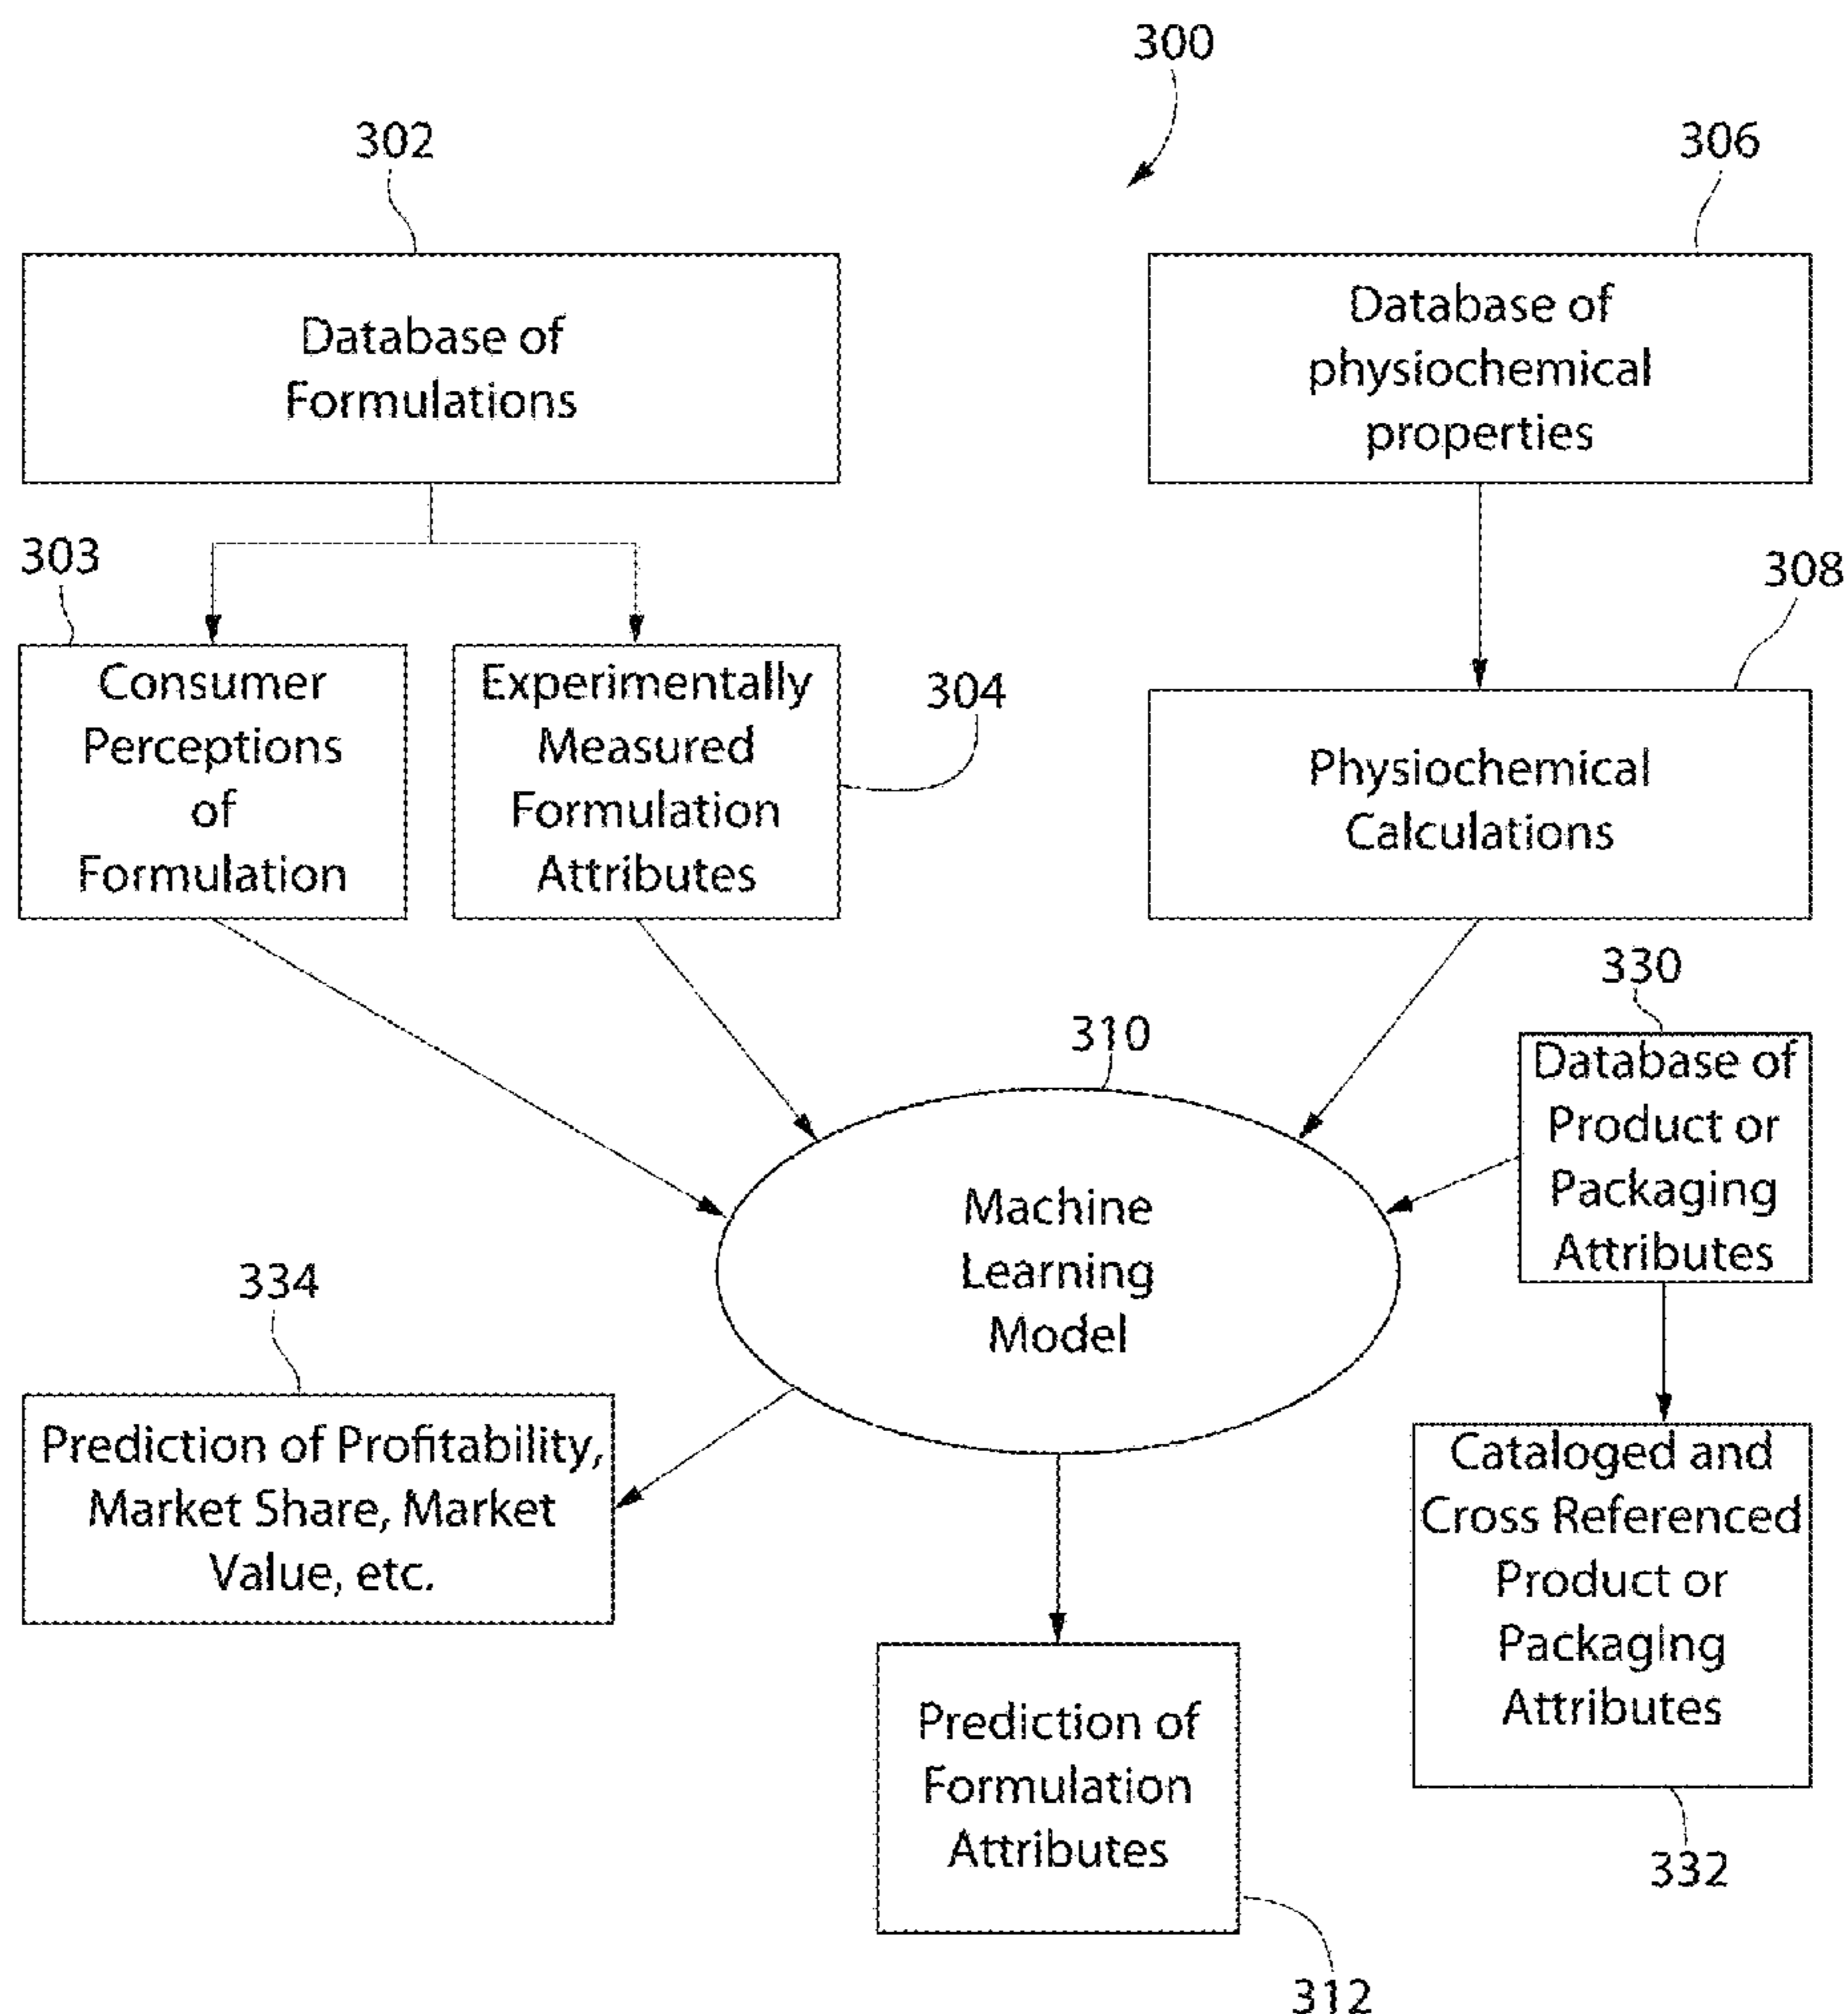 300
302
306
Database of
Formulations
Database of
physiochemical
properties
303
308
Consumer
Perceptions
of
Formulation
Experimentally
Measured
Formulation
Attributes
304
Physiochemical
Calculations
330
310
Database of
Product or
Packaging
Attributes
Machine
Learning
Model
334
Prediction of Profitability,
Market Share, Market
Value, etc.
Cataloged and
Cross Referenced
Product or
Packaging
Attributes
Prediction of
Formulation
Attributes
332
312